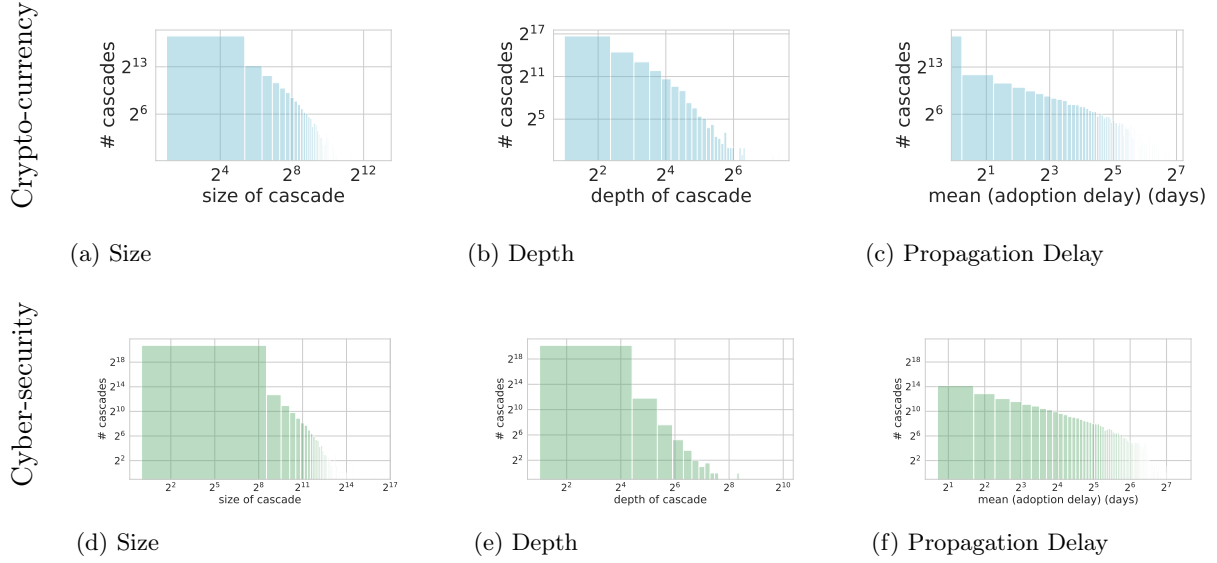 Crypto-currency
# cascades
2^13
2^6
2^4 2^8 2^12
size of cascade
(a) Size
# cascades
2^17
2^11
2^5
2^2 2^4 2^6
depth of cascade
(b) Depth
# cascades
2^13
2^6
2^1 2^3 2^5 2^7
mean (adoption delay) (days)
(c) Propagation Delay
Cyber-security
# cascades
2^18
2^14
2^10
2^6
2^2
2^2 2^5 2^8 2^11 2^14 2^17
size of cascade
(d) Size
# cascades
2^18
2^14
2^10
2^6
2^2
2^2 2^4 2^6 2^8 2^10
depth of cascade
(e) Depth
# cascades
2^18
2^14
2^10
2^6
2^2
2^1 2^2 2^3 2^4 2^5 2^6 2^7
mean (adoption delay) (days)
(f) Propagation Delay